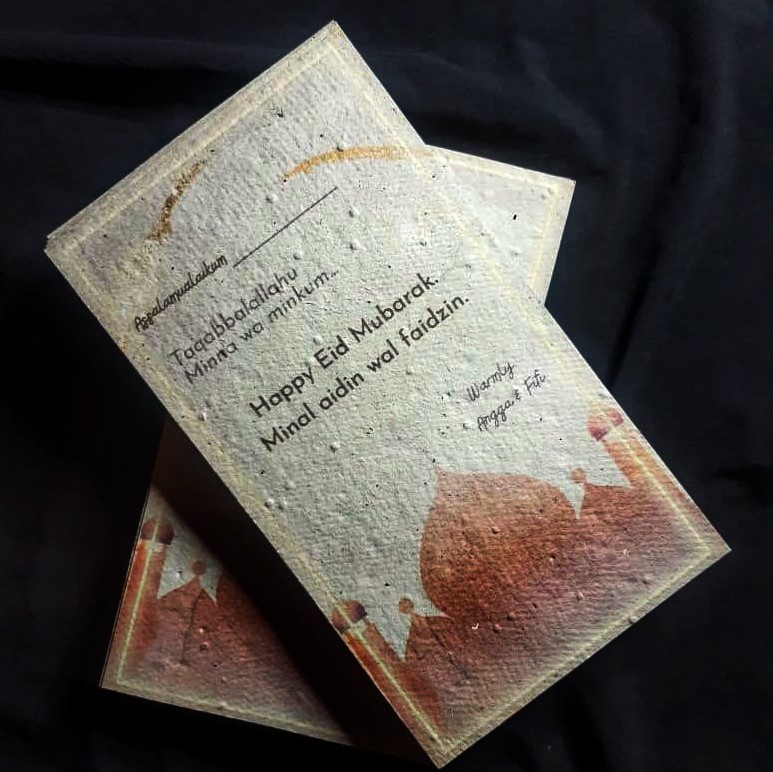 Assalamualaikum
Taqabbalallahu
Minna wa minkum...
Happy Eid Mubarak.
Minal aidin wal faidzin.
Warmly
Angga & Fifi